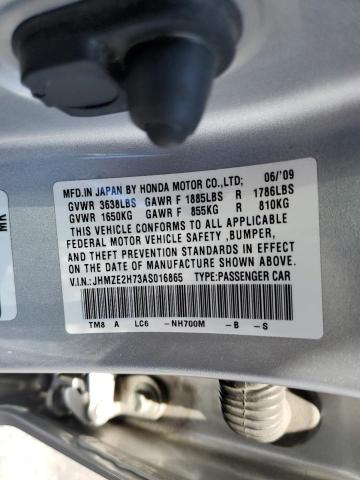 MFD.IN JAPAN BY HONDA MOTOR CO.,LTD; 06/'09
GVWR 3638LBS GAWR F 1885LBS R 1786LBS
GVWR 1650KG GAWR F 855KG R 810KG
THIS VEHICLE CONFORMS TO ALL APPLICABLE
FEDERAL MOTOR VEHICLE SAFETY ,BUMPER,
AND THEFT PREVENTION STANDARDS IN EFFECT
ON THE DATE OF MANUFACTURE SHOWN ABOVE.
V.I.N.:JHMZE2H73AS016865 TYPE:PASSENGER CAR
TM8 A LC6 -NH700M -B -S